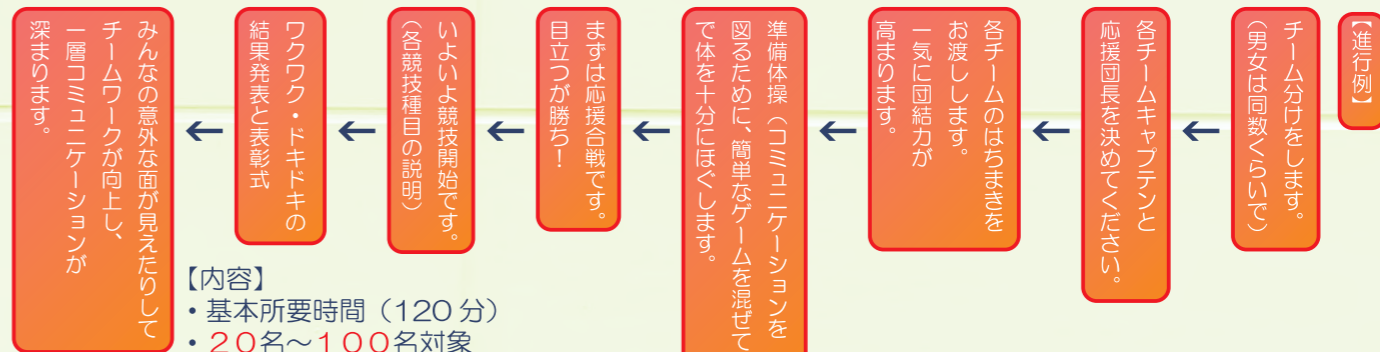 【進行例】
チーム分けをします。
（男女は同数くらいで）
各チームキャプテンと
応援団長を決めてください。
各チームのはちまきを
お渡しします。
一気に団結力が
高まります。
準備体操（コミュニケーションを
図るために、簡単なゲームを混ぜて
で体を十分にほぐします。
まずは応援合戦です。
目立つが勝ち！
いよいよ競技開始です。
（各競技種目の説明）
ワクワク・ドキドキの
結果発表と表彰式
みんなの意外な面が見えたりして
チームワークが向上し、
一層コミュニケーションが
深まります。
【内容】
・基本所要時間（120分）
・２０名～１００名対象